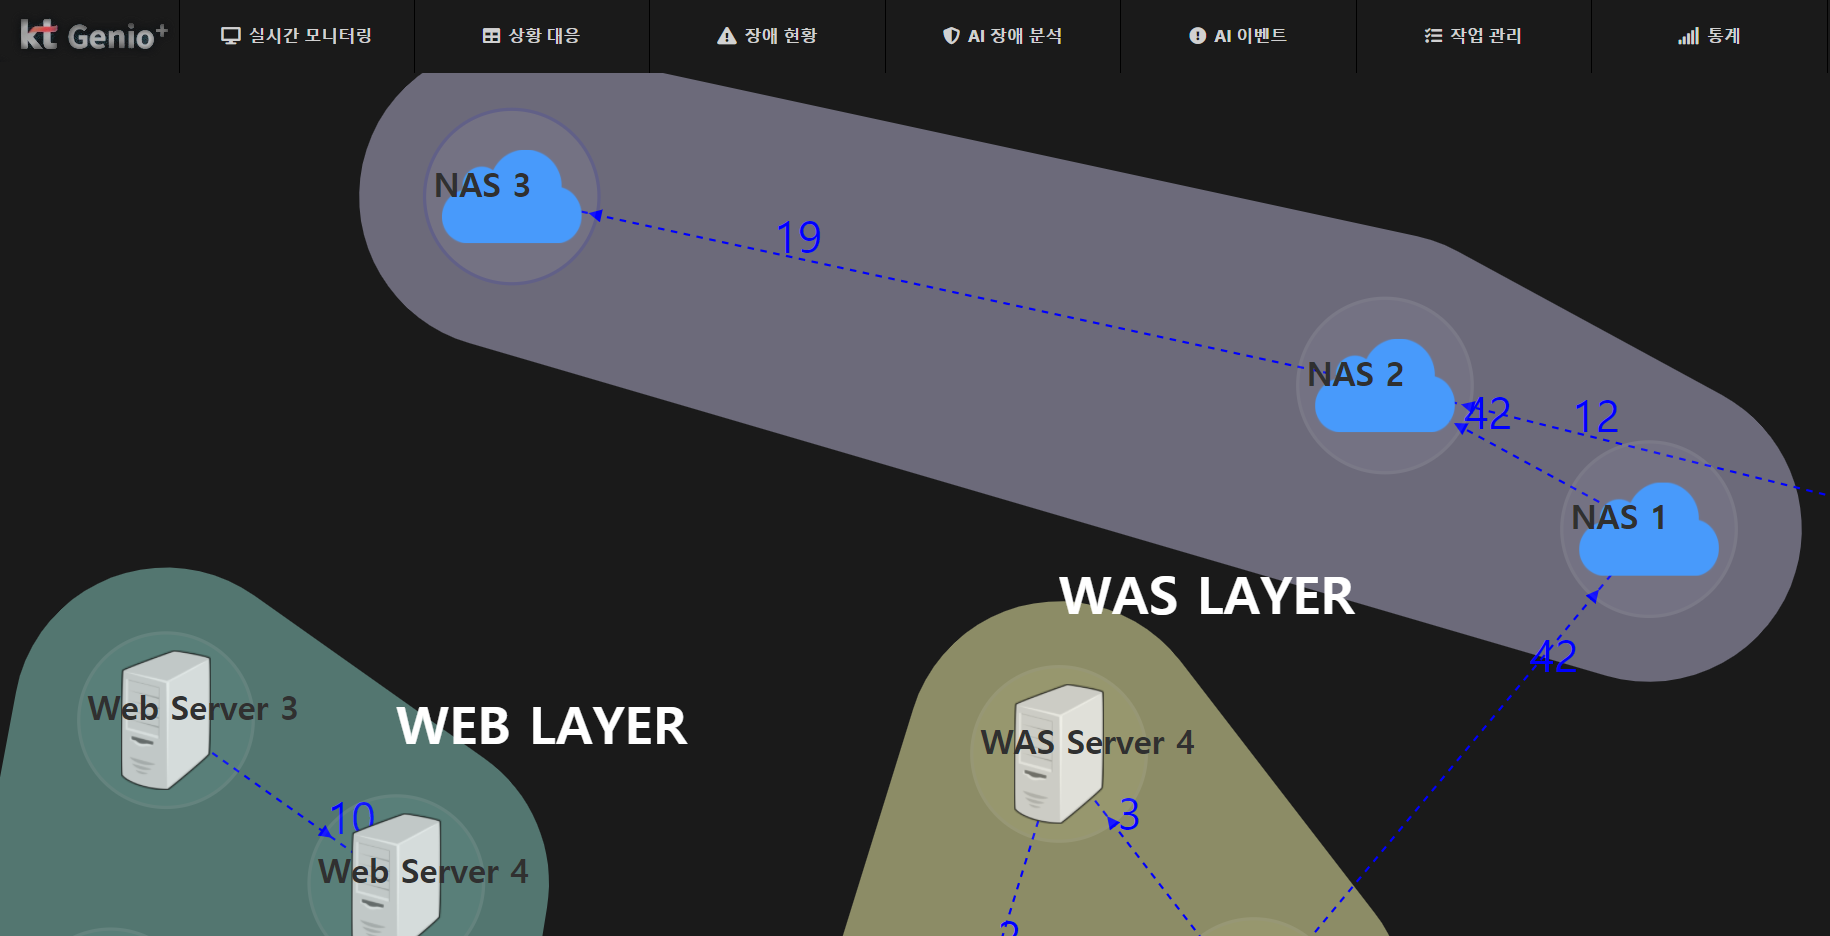 kt Genio+
실시간 모니터링
상황 대응
장애 현황
AI 장애 분석
AI 이벤트
작업 관리
통계
NAS 3
19
NAS 2
42
12
NAS 1
WAS LAYER
42
Web Server 3
WEB LAYER
WAS Server 4
10
3
Web Server 4
2